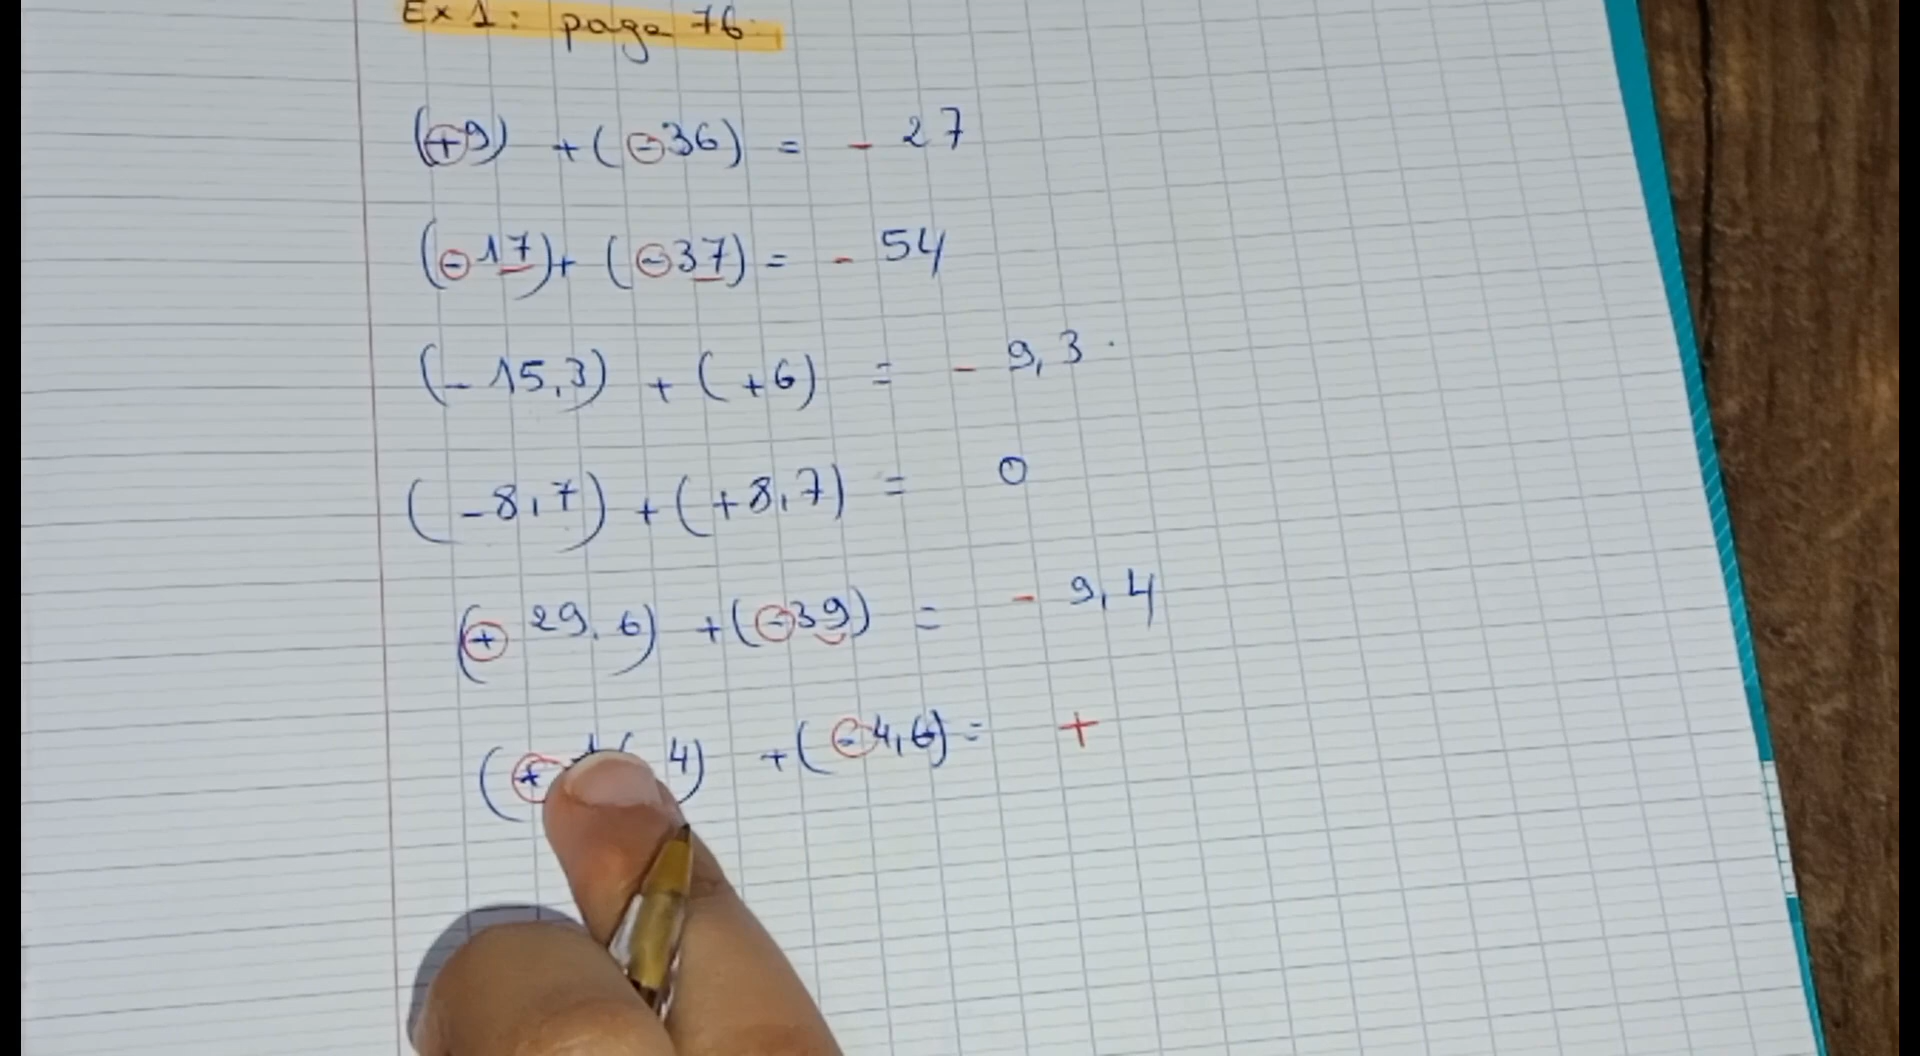 Ex 1: page 76
(+9) + (-36) = - 27
(-17) + (-37) = - 54
(-15,3) + (+6) = - 9,3.
(-8,7) + (+8,7) = 0
(+ 29,6) + (-39) = - 9,4
(+ 4) + (-4,6) = +